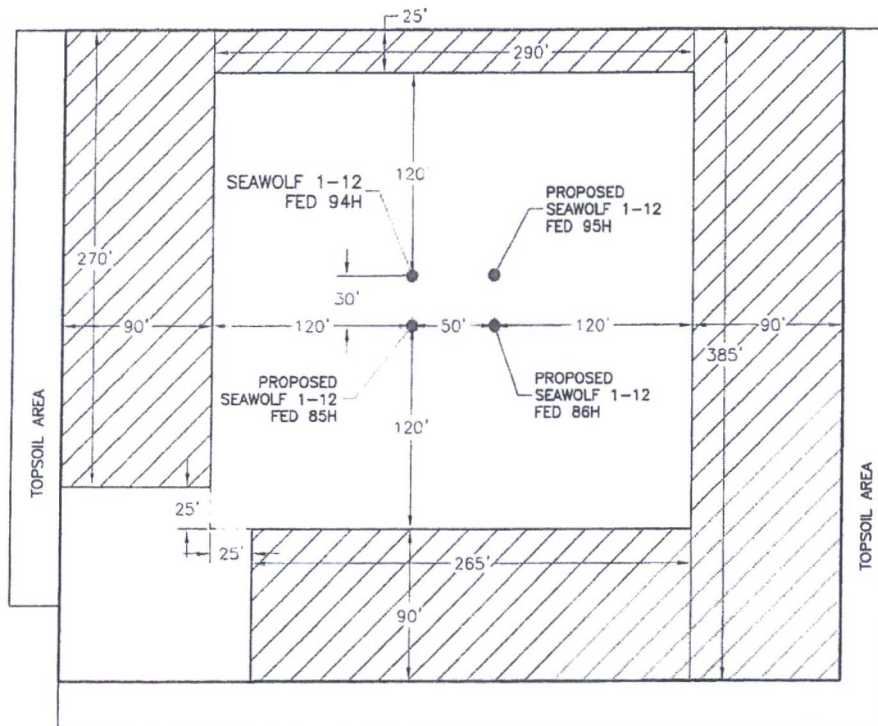 25'
290'
120'
SEAWOLF 1-12
FED 94H
PROPOSED
SEAWOLF 1-12
FED 95H
270'
30'
90'
120'
50'
120'
90'
385'
PROPOSED
SEAWOLF 1-12
FED 85H
PROPOSED
SEAWOLF 1-12
FED 86H
120'
TOPSOIL AREA
TOPSOIL AREA
25'
25'
265'
90'